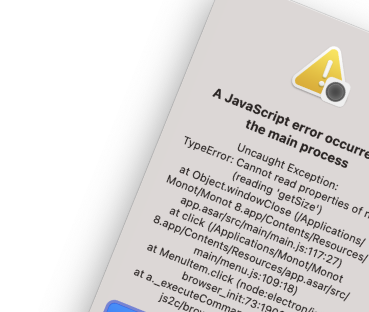 A JavaScript error occurre
the main process
Uncaught Exception:
TypeError: Cannot read properties of n
(reading 'getSize')
at Object.windowClose (/Applications/
Monot/Monot 8.app/Contents/Resources/
app.asar/src/main/main.js:117:27)
at click (/Applications/Monot/Monot
8.app/Contents/Resources/app.asar/src/
main/menu.js:109:18)
at MenuItem.click (node:electron/j
browser_init:73:190
at a._executeComma
js2c/brow